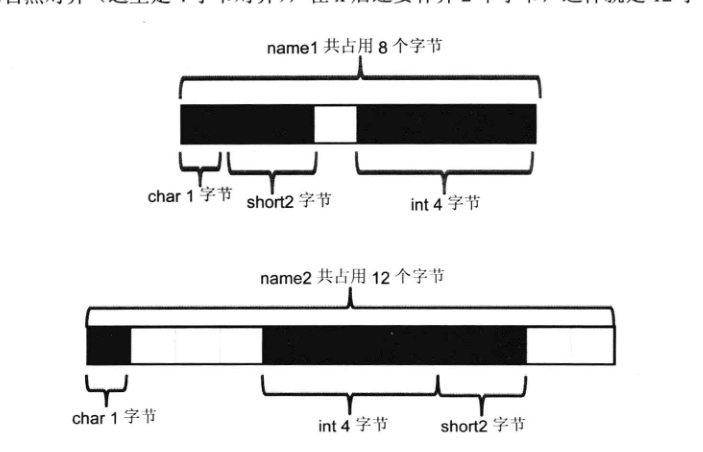 name1 共占用 8 个字节
char 1 字节
short2 字节
int 4 字节
name2 共占用 12 个字节
char 1 字节
int 4 字节
short2 字节